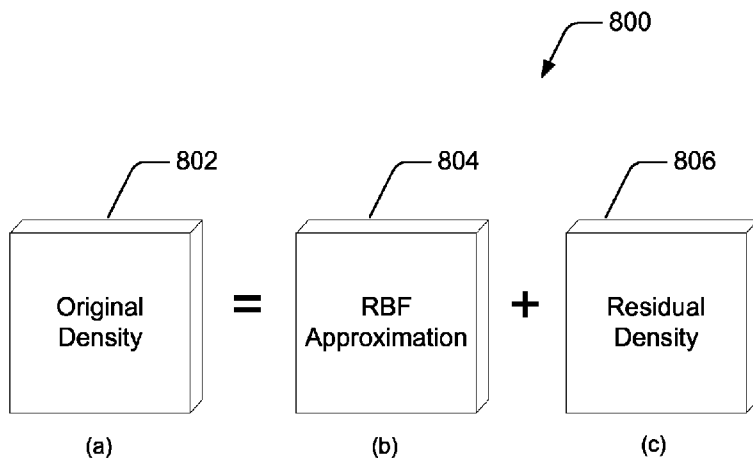 800
802
804
806
Original
Density
=
RBF
Approximation
+
Residual
Density
(a)
(b)
(c)